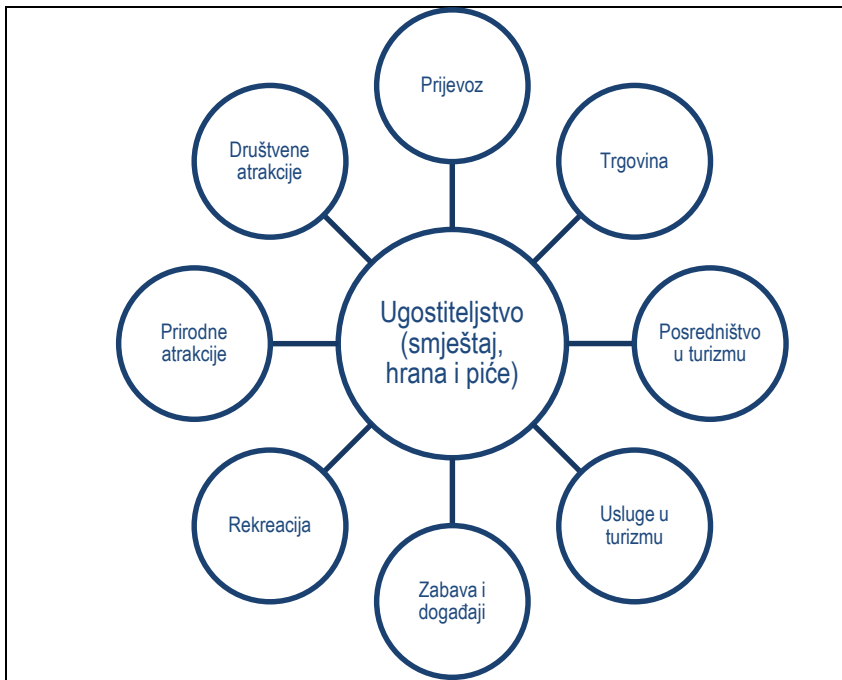 Prijevoz
Trgovina
Posredništvo
u turizmu
Usluge u
turizmu
Zabava i
događaji
Rekreacija
Prirodne
atrakcije
Društvene
atrakcije
Ugostiteljstvo
(smještaj,
hrana i piće)